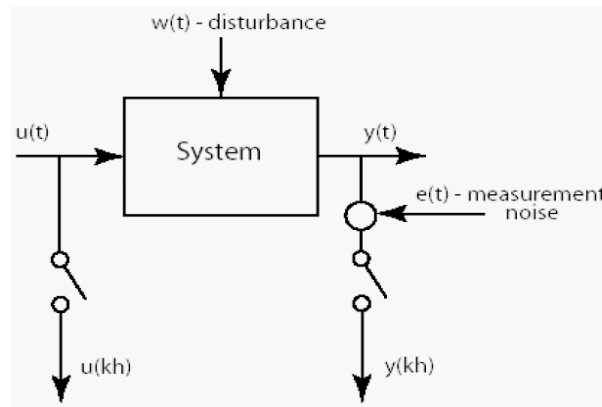 w(t) - disturbance
u(t)
System
y(t)
e(t) - measurement
noise
u(kh)
y(kh)